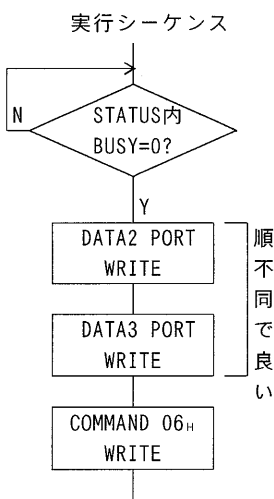 実行シーケンス
STATUS内
BUSY=0?
N
Y
DATA2 PORT
WRITE
DATA3 PORT
WRITE
順不同で良い
COMMAND 06H
WRITE